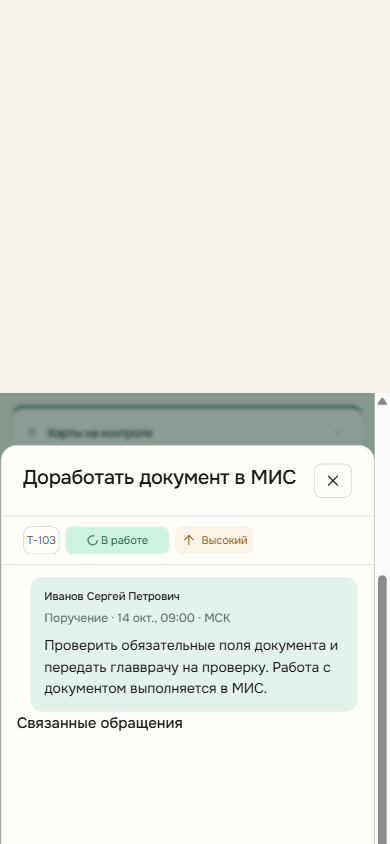 Карты на контроле
Доработать документ в МИС
T-103
В работе
Высокий
Иванов Сергей Петрович
Поручение · 14 окт., 09:00 · МСК
Проверить обязательные поля документа и
передать главврачу на проверку. Работа с
документом выполняется в МИС.
Связанные обращения